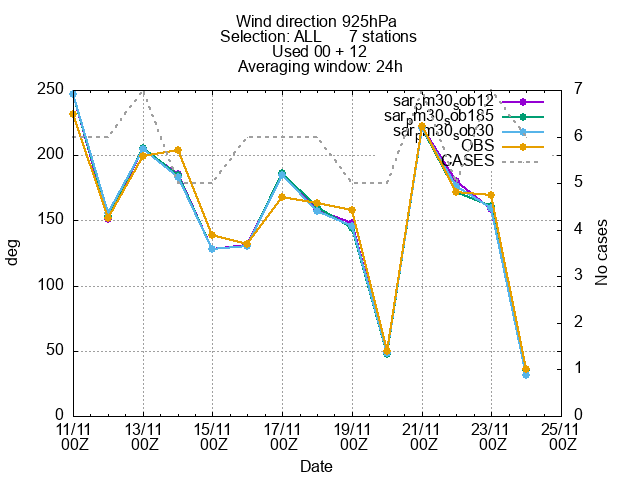 Wind direction 925hPa
Selection: ALL 7 stations
Used 00 + 12
Averaging window: 24h
sar_pm30_sob12
sar_pm30_sob185
sar_pm30_sob30
OBS
CASES
250
200
150
100
50
0
7
6
5
4
3
2
1
0
deg
No cases
11/11 13/11 15/11 17/11 19/11 21/11 23/11 25/11
00Z 00Z 00Z 00Z 00Z 00Z 00Z 00Z
Date